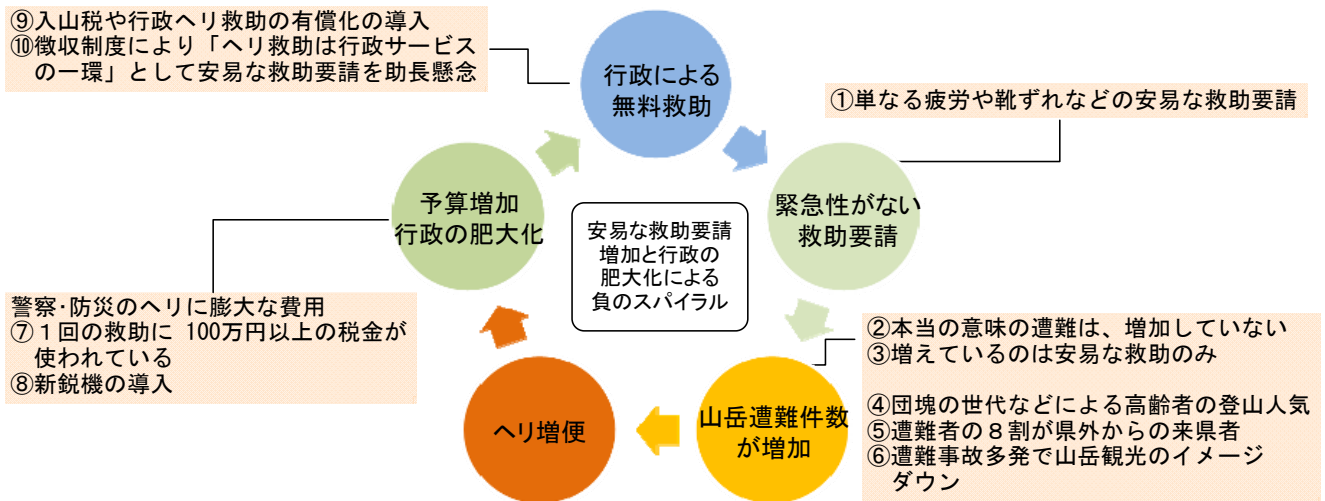 ⑨入山税や行政ヘリ救助の有償化の導入
⑩徴収制度により「ヘリ救助は行政サービス
の一環」として安易な救助要請を助長懸念
行政による
無料救助
①単なる疲労や靴ずれなどの安易な救助要請
緊急性がない
救助要請
予算増加
行政の肥大化
安易な救助要請
増加と行政の
肥大化による
負のスパイラル
警察・防災のヘリに膨大な費用
⑦１回の救助に 100万円以上の税金が
使われている
⑧新鋭機の導入
②本当の意味の遭難は、増加していない
③増えているのは安易な救助のみ
④団塊の世代などによる高齢者の登山人気
⑤遭難者の８割が県外からの来県者
⑥遭難事故多発で山岳観光のイメージ
ダウン
山岳遭難件数
が増加
ヘリ増便